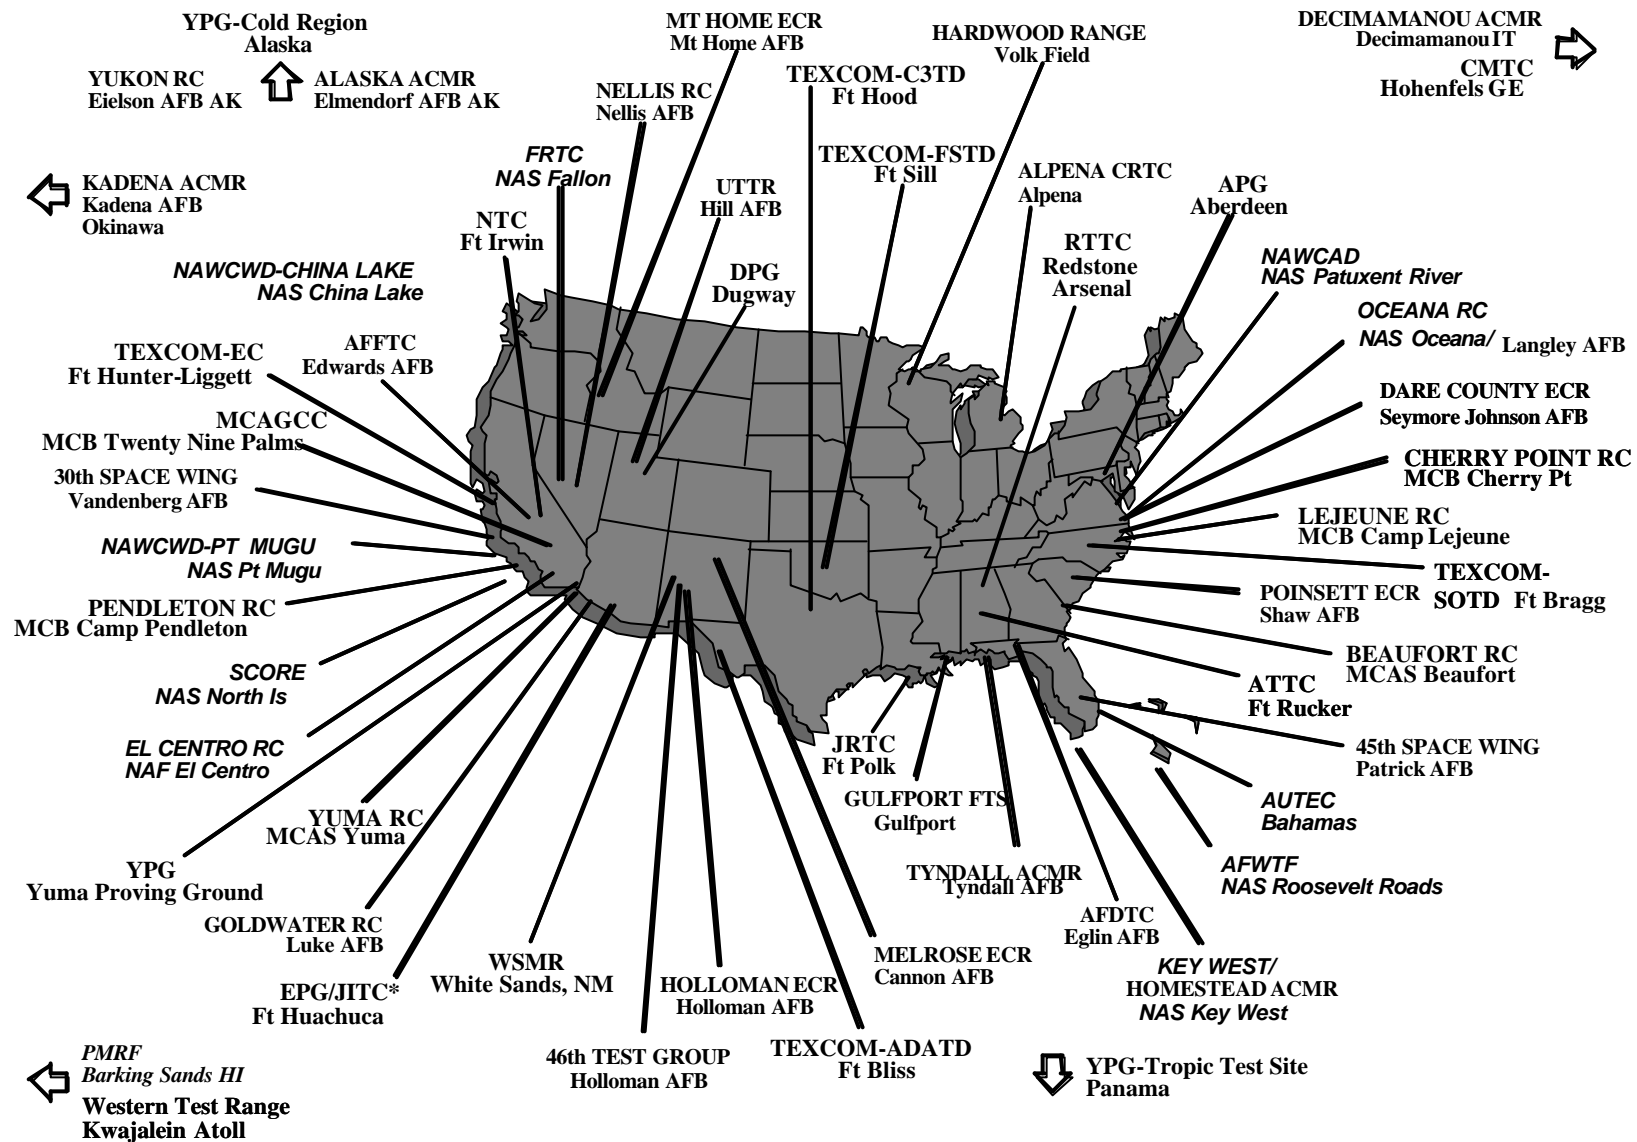 YPG-Cold Region
Alaska
YUKON RC
Eielson AFB AK
ALASKA ACMR
Elmendorf AFB AK
MT HOME ECR
Mt Home AFB
NELLIS RC
Nellis AFB
TEXCOM-C3TD
Ft Hood
HARDWOOD RANGE
Volk Field
DECIMAMANOU ACMR
Decimamanou IT
CMTC
Hohenfels GE
KADENA ACMR
Kadena AFB
Okinawa
FRTC
NAS Fallon
NTC
Ft Irwin
UTTR
Hill AFB
TEXCOM-FSTD
Ft Sill
ALPENA CRTC
Alpena
APG
Aberdeen
NAWCWD-CHINA LAKE
NAS China Lake
DPG
Dugway
RTTC
Redstone
Arsenal
NAWCAD
NAS Patuxent River
OCEANA RC
NAS Oceana/ Langley AFB
TEXCOM-EC
Ft Hunter-Liggett
AFFTC
Edwards AFB
DARE COUNTY ECR
Seymore Johnson AFB
MCAGCC
MCB Twenty Nine Palms
CHERRY POINT RC
MCB Cherry Pt
30th SPACE WING
Vandenberg AFB
LEJEUNE RC
MCB Camp Lejeune
NAWCWD-PT MUGU
NAS Pt Mugu
TEXCOM-
SOTD Ft Bragg
POINSETT ECR
Shaw AFB
PENDLETON RC
MCB Camp Pendleton
BEAUFORT RC
MCAS Beaufort
SCORE
NAS North Is
ATTC
Ft Rucker
EL CENTRO RC
NAF El Centro
JRTC
Ft Polk
45th SPACE WING
Patrick AFB
YUMA RC
MCAS Yuma
GULFPORT FTS
Gulfport
AUTEC
Bahamas
YPG
Yuma Proving Ground
TYNDALL ACMR
Tyndall AFB
AFWTF
NAS Roosevelt Roads
GOLDWATER RC
Luke AFB
AFDTC
Eglin AFB
WSMR
White Sands, NM
MELROSE ECR
Cannon AFB
KEY WEST/
HOMESTEAD ACMR
NAS Key West
EPG/JITC*
Ft Huachuca
HOLLOMAN ECR
Holloman AFB
46th TEST GROUP
Holloman AFB
TEXCOM-ADATD
Ft Bliss
PMRF
Barking Sands HI
Western Test Range
Kwajalein Atoll
YPG-Tropic Test Site
Panama